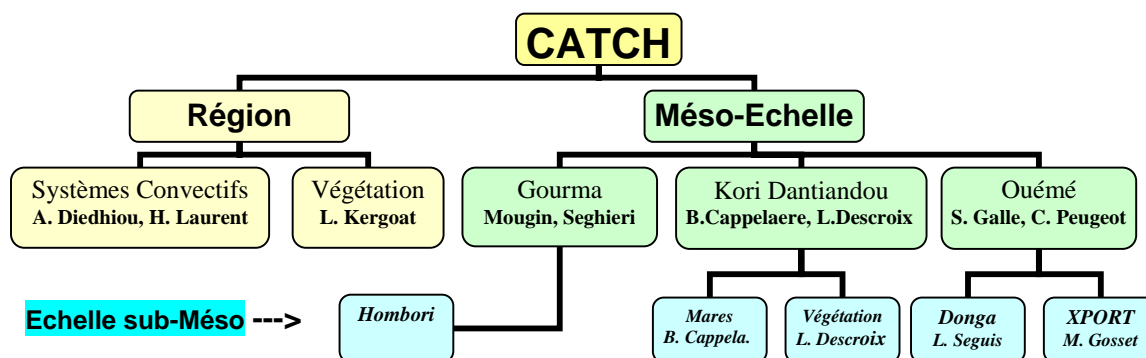 CATCH
Région
Méso-Echelle
Systèmes Convectifs
A. Diedhiou, H. Laurent
Végétation
L. Kergoat
Gourma
Mougin, Seghieri
Kori Dantiandou
B.Cappelaere, L.Descroix
Ouémé
S. Galle, C. Peugeot
Echelle sub-Méso --->
Hombori
Mares
B. Cappela.
Végétation
L. Descroix
Donga
L. Seguis
XPORT
M. Gosset